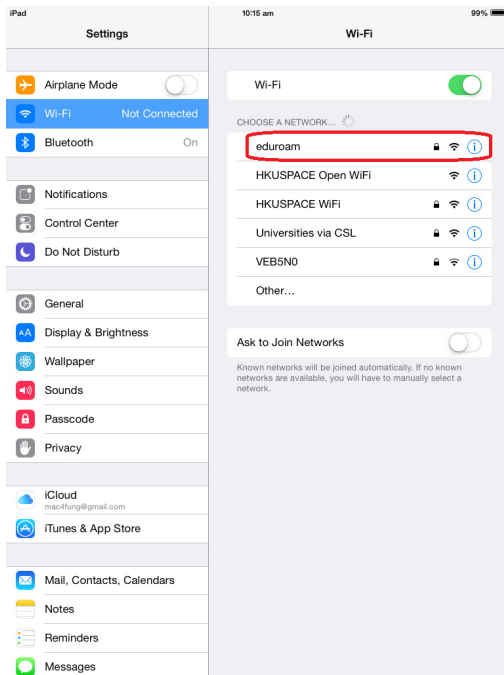 iPad
10:15 am
99%
Settings
Wi-Fi
Airplane Mode
Wi-Fi Not Connected
Bluetooth On
Notifications
Control Center
Do Not Disturb
General
Display & Brightness
Wallpaper
Sounds
Passcode
Privacy
iCloud
mac4fung@gmail.com
iTunes & App Store
Mail, Contacts, Calendars
Notes
Reminders
Messages
Wi-Fi
CHOOSE A NETWORK...
eduroam
HKUSPACE Open WiFi
HKUSPACE WiFi
Universities via CSL
VEB5N0
Other...
Ask to Join Networks
Known networks will be joined automatically. If no known
networks are available, you will have to manually select a
network.